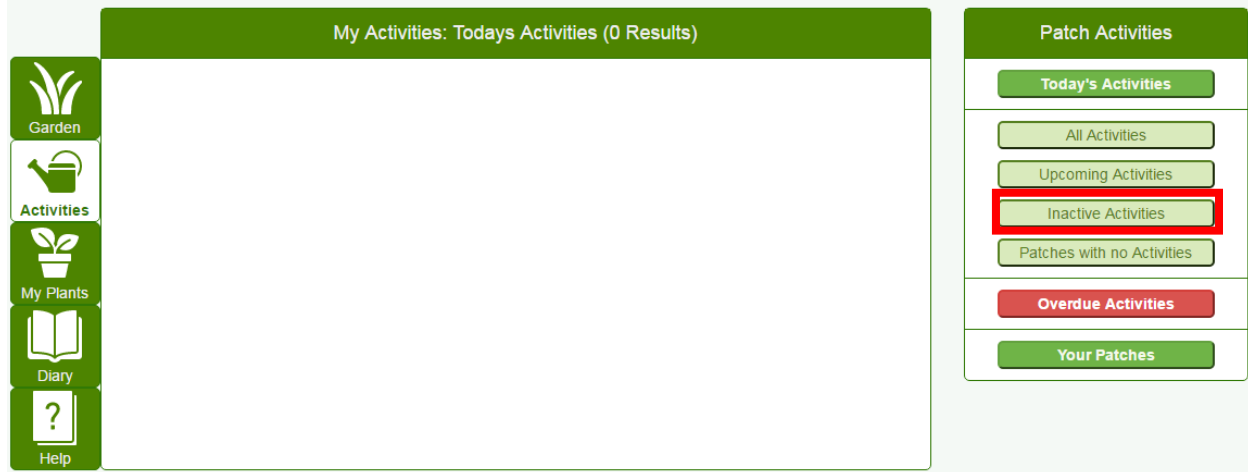 My Activities: Todays Activities (0 Results)
Garden
Activities
My Plants
Diary
?
Help
Patch Activities
Today's Activities
All Activities
Upcoming Activities
Inactive Activities
Patches with no Activities
Overdue Activities
Your Patches